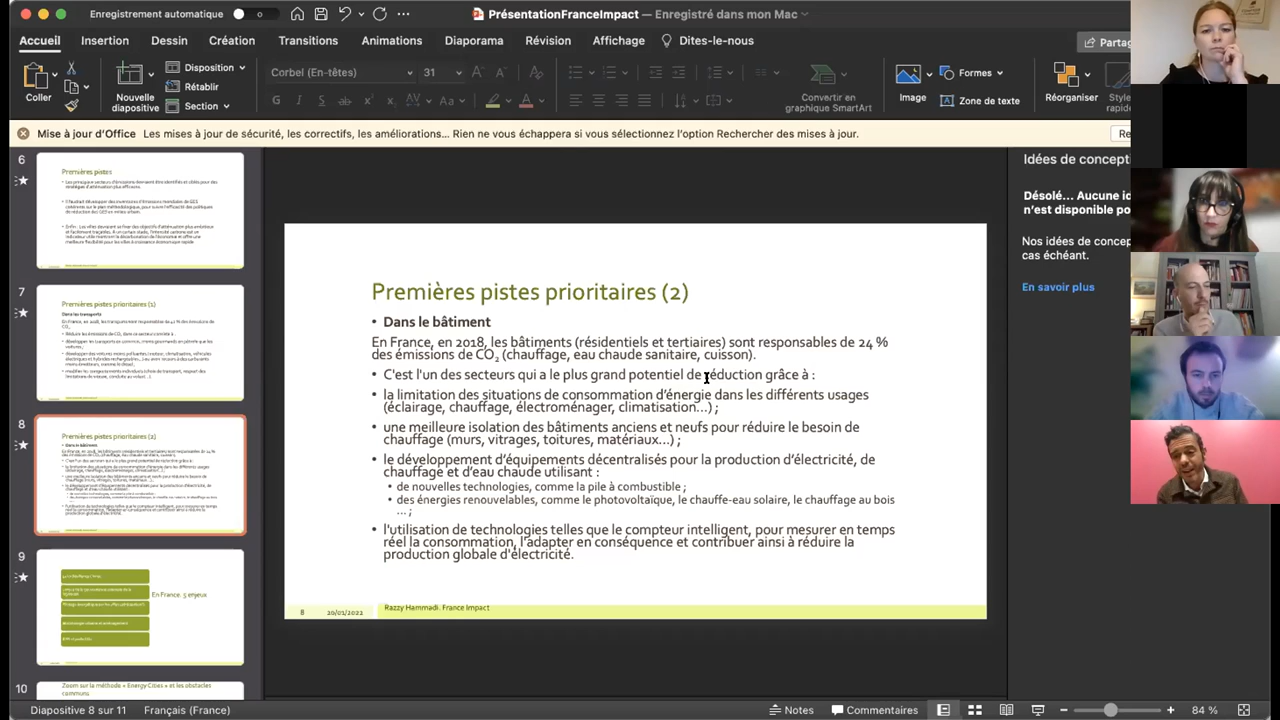 Enregistrement automatique
PrésentationFranceImpact — Enregistré dans mon Mac
Accueil Insertion Dessin Création Transitions Animations Diaporama Révision Affichage Dites-le-nous
Partag
Coller
Nouvelle
diapositive
Disposition
Rétablir
Section
Corbel (En-têtes) 31
G I S
Convertir en
graphique SmartArt
Image
Formes
Zone de texte
Réorganiser
Style
rapide
Mise à jour d'Office Les mises à jour de sécurité, les correctifs, les améliorations... Rien ne vous échappera si vous sélectionnez l'option Rechercher des mises à jour.
Re
6
Premières pistes
7
Premières pistes prioritaires (1)
Dans les transports
8
Premières pistes prioritaires (2)
9
En France. 5 enjeux
10
Zoom sur le méthode « Energy Cities » et les obstacles
communs
Premières pistes prioritaires (2)
• Dans le bâtiment
En France, en 2018, les bâtiments (résidentiels et tertiaires) sont responsables de 24 %
des émissions de CO2 (chauffage, eau chaude sanitaire, cuisson).
• C'est l'un des secteurs qui a le plus grand potentiel de réduction grâce à :
• la limitation des situations de consommation d'énergie dans les différents usages
(éclairage, chauffage, électroménager, climatisation...) ;
• une meilleure isolation des bâtiments anciens et neufs pour réduire le besoin de
chauffage (murs, vitrages, toitures, matériaux...) ;
• le développement d'équipements décentralisés pour la production d'électricité, de
chauffage et d'eau chaude utilisant :
• de nouvelles technologies, comme la pile à combustible ;
• des énergies renouvelables, comme le photovoltaïque, le chauffe-eau solaire, le chauffage au bois
... ;
• l'utilisation de technologies telles que le compteur intelligent, pour mesurer en temps
réel la consommation, l'adapter en conséquence et contribuer ainsi à réduire la
production globale d'électricité.
8 20/01/2022 Razzy Hammadi. France Impact
Idées de concepti
Désolé... Aucune id
n'est disponible po
Nos idées de concep
cas échéant.
En savoir plus
Diapositive 8 sur 11 Français (France)
Notes Commentaires
84 %